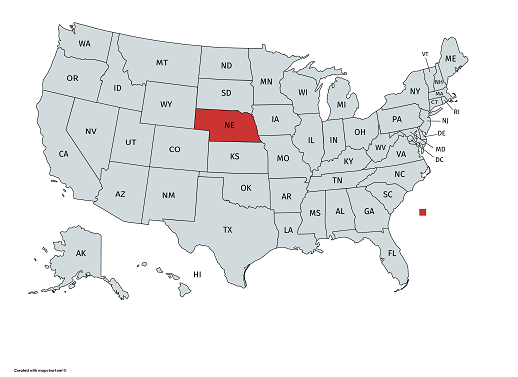 WA
OR
CA
NV
ID
MT
WY
UT
AZ
CO
NM
ND
SD
NE
KS
OK
TX
MN
IA
MO
AR
LA
WI
IL
MS
MI
IN
KY
TN
AL
OH
GA
FL
SC
NC
VA
WV
PA
NY
VT
NH
ME
MA
CT
RI
NJ
DE
MD
DC
AK
HI
Created with mapchart.net ©